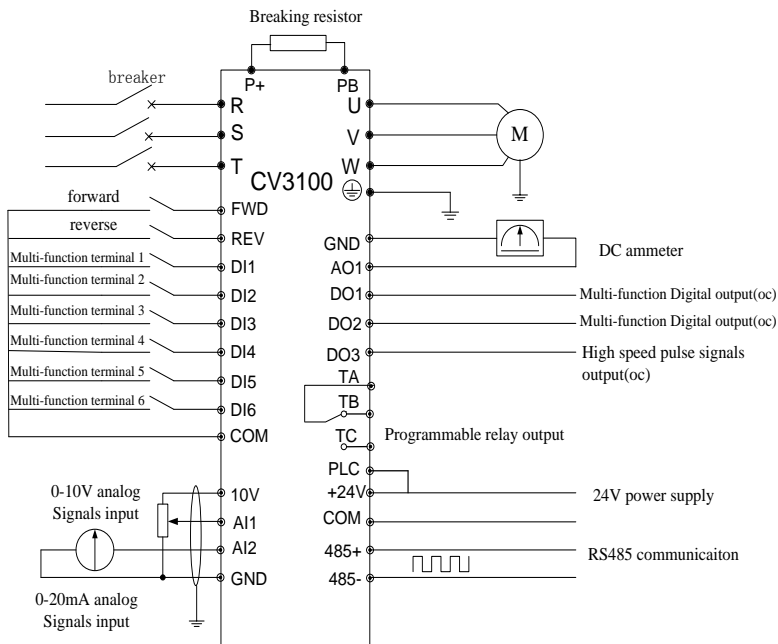 Breaking resistor
breaker
P+
PB
R
U
S
V
M
T
W
CV3100
forward
FWD
reverse
REV
GND
DC ammeter
Multi-function terminal 1
DI1
AO1
Multi-function terminal 2
DI2
DO1
Multi-function Digital output(oc)
Multi-function terminal 3
DI3
DO2
Multi-function Digital output(oc)
Multi-function terminal 4
DI4
DO3
High speed pulse signals
output(oc)
TA
Multi-function terminal 5
DI5
TB
Multi-function terminal 6
DI6
COM
TC
Programmable relay output
PLC
0-10V analog
Signals input
10V
+24V
24V power supply
AI1
COM
AI2
485+
RS485 communicaiton
GND
485-
0-20mA analog
Signals input